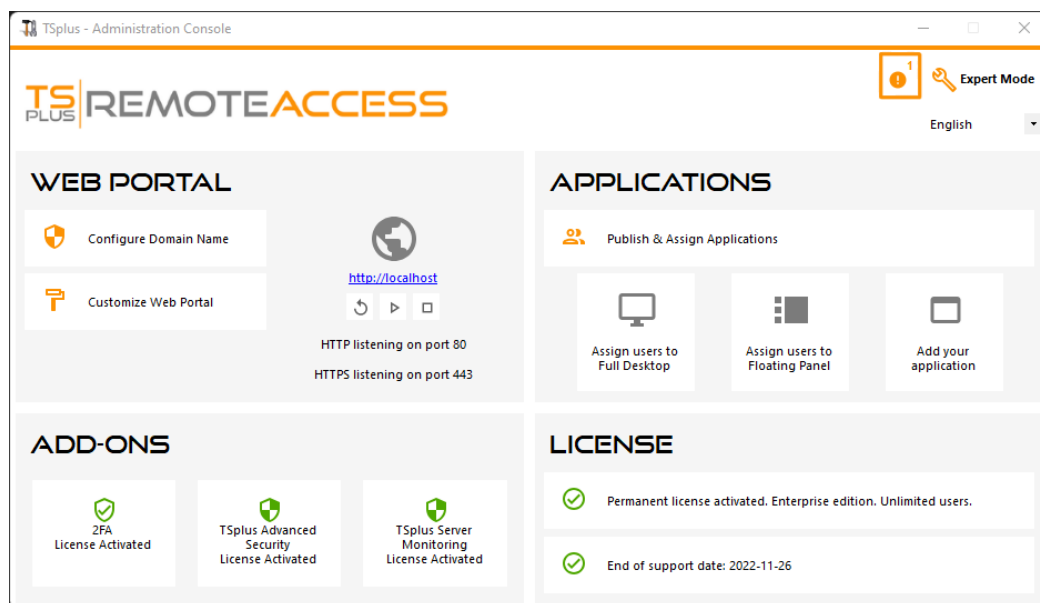 TSplus - Administration Console
1
Expert Mode
TS PLUS REMOTEACCESS
English
WEB PORTAL
Configure Domain Name
Customize Web Portal
http://localhost
HTTP listening on port 80
HTTPS listening on port 443
APPLICATIONS
Publish & Assign Applications
Assign users to
Full Desktop
Assign users to
Floating Panel
Add your
application
ADD-ONS
2FA
License Activated
TSplus Advanced
Security
License Activated
TSplus Server
Monitoring
License Activated
LICENSE
Permanent license activated. Enterprise edition. Unlimited users.
End of support date: 2022-11-26